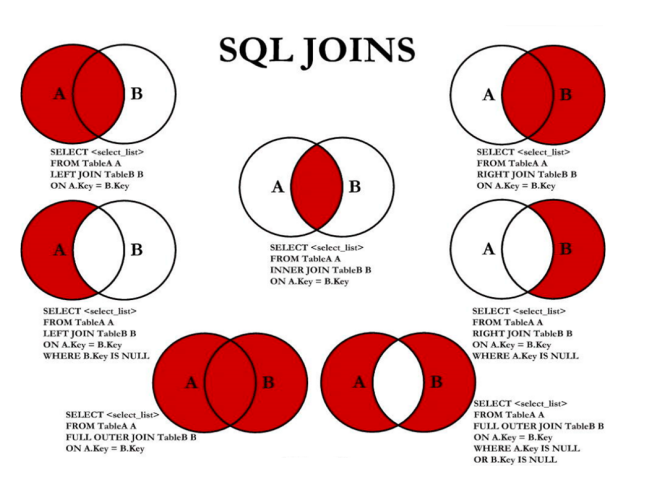 SQL JOINS
A B
SELECT <select_list>
FROM TableA A
LEFT JOIN TableB B
ON A.Key = B.Key
A B
SELECT <select_list>
FROM TableA A
RIGHT JOIN TableB B
ON A.Key = B.Key
A B
SELECT <select_list>
FROM TableA A
INNER JOIN TableB B
ON A.Key = B.Key
A B
SELECT <select_list>
FROM TableA A
LEFT JOIN TableB B
ON A.Key = B.Key
WHERE B.Key IS NULL
A B
SELECT <select_list>
FROM TableA A
RIGHT JOIN TableB B
ON A.Key = B.Key
WHERE A.Key IS NULL
A B
SELECT <select_list>
FROM TableA A
FULL OUTER JOIN TableB B
ON A.Key = B.Key
A B
SELECT <select_list>
FROM TableA A
FULL OUTER JOIN TableB B
ON A.Key = B.Key
WHERE A.Key IS NULL
OR B.Key IS NULL